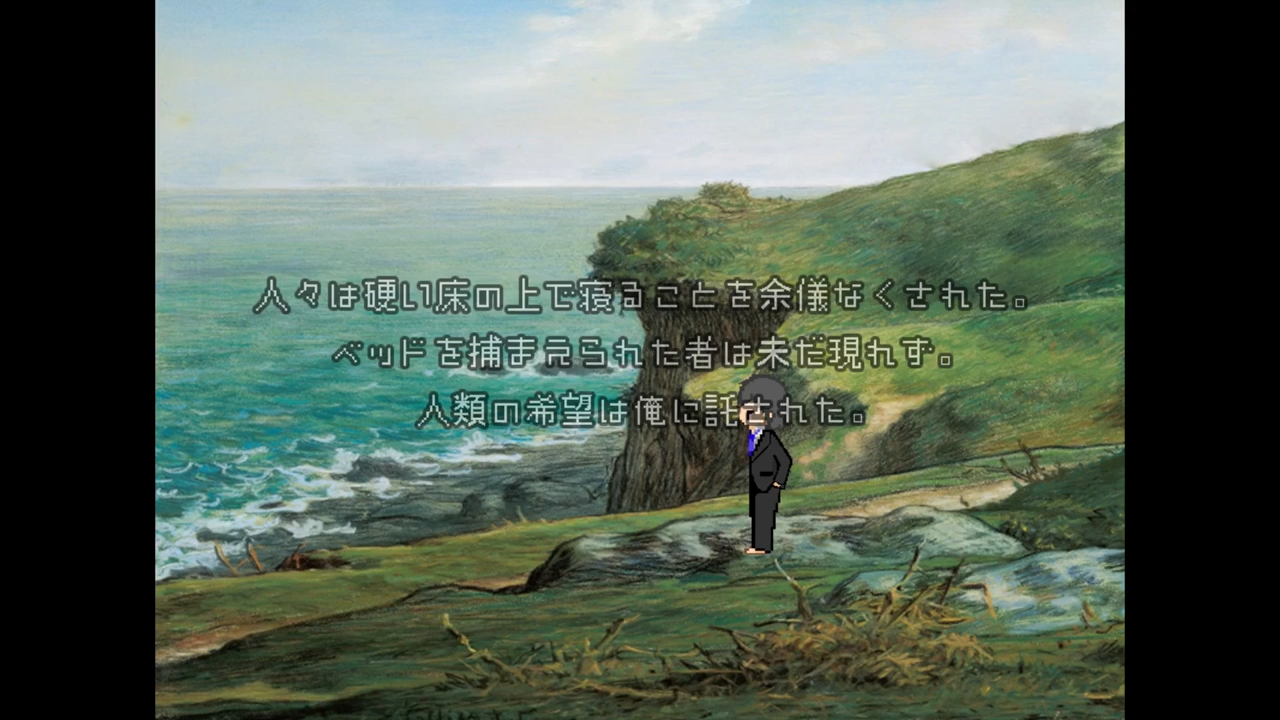 人々は硬い床の上で寝ることを余儀なくされた。
ベッドを捕まえられた者は未だ現れず。
人類の希望は俺に託された。